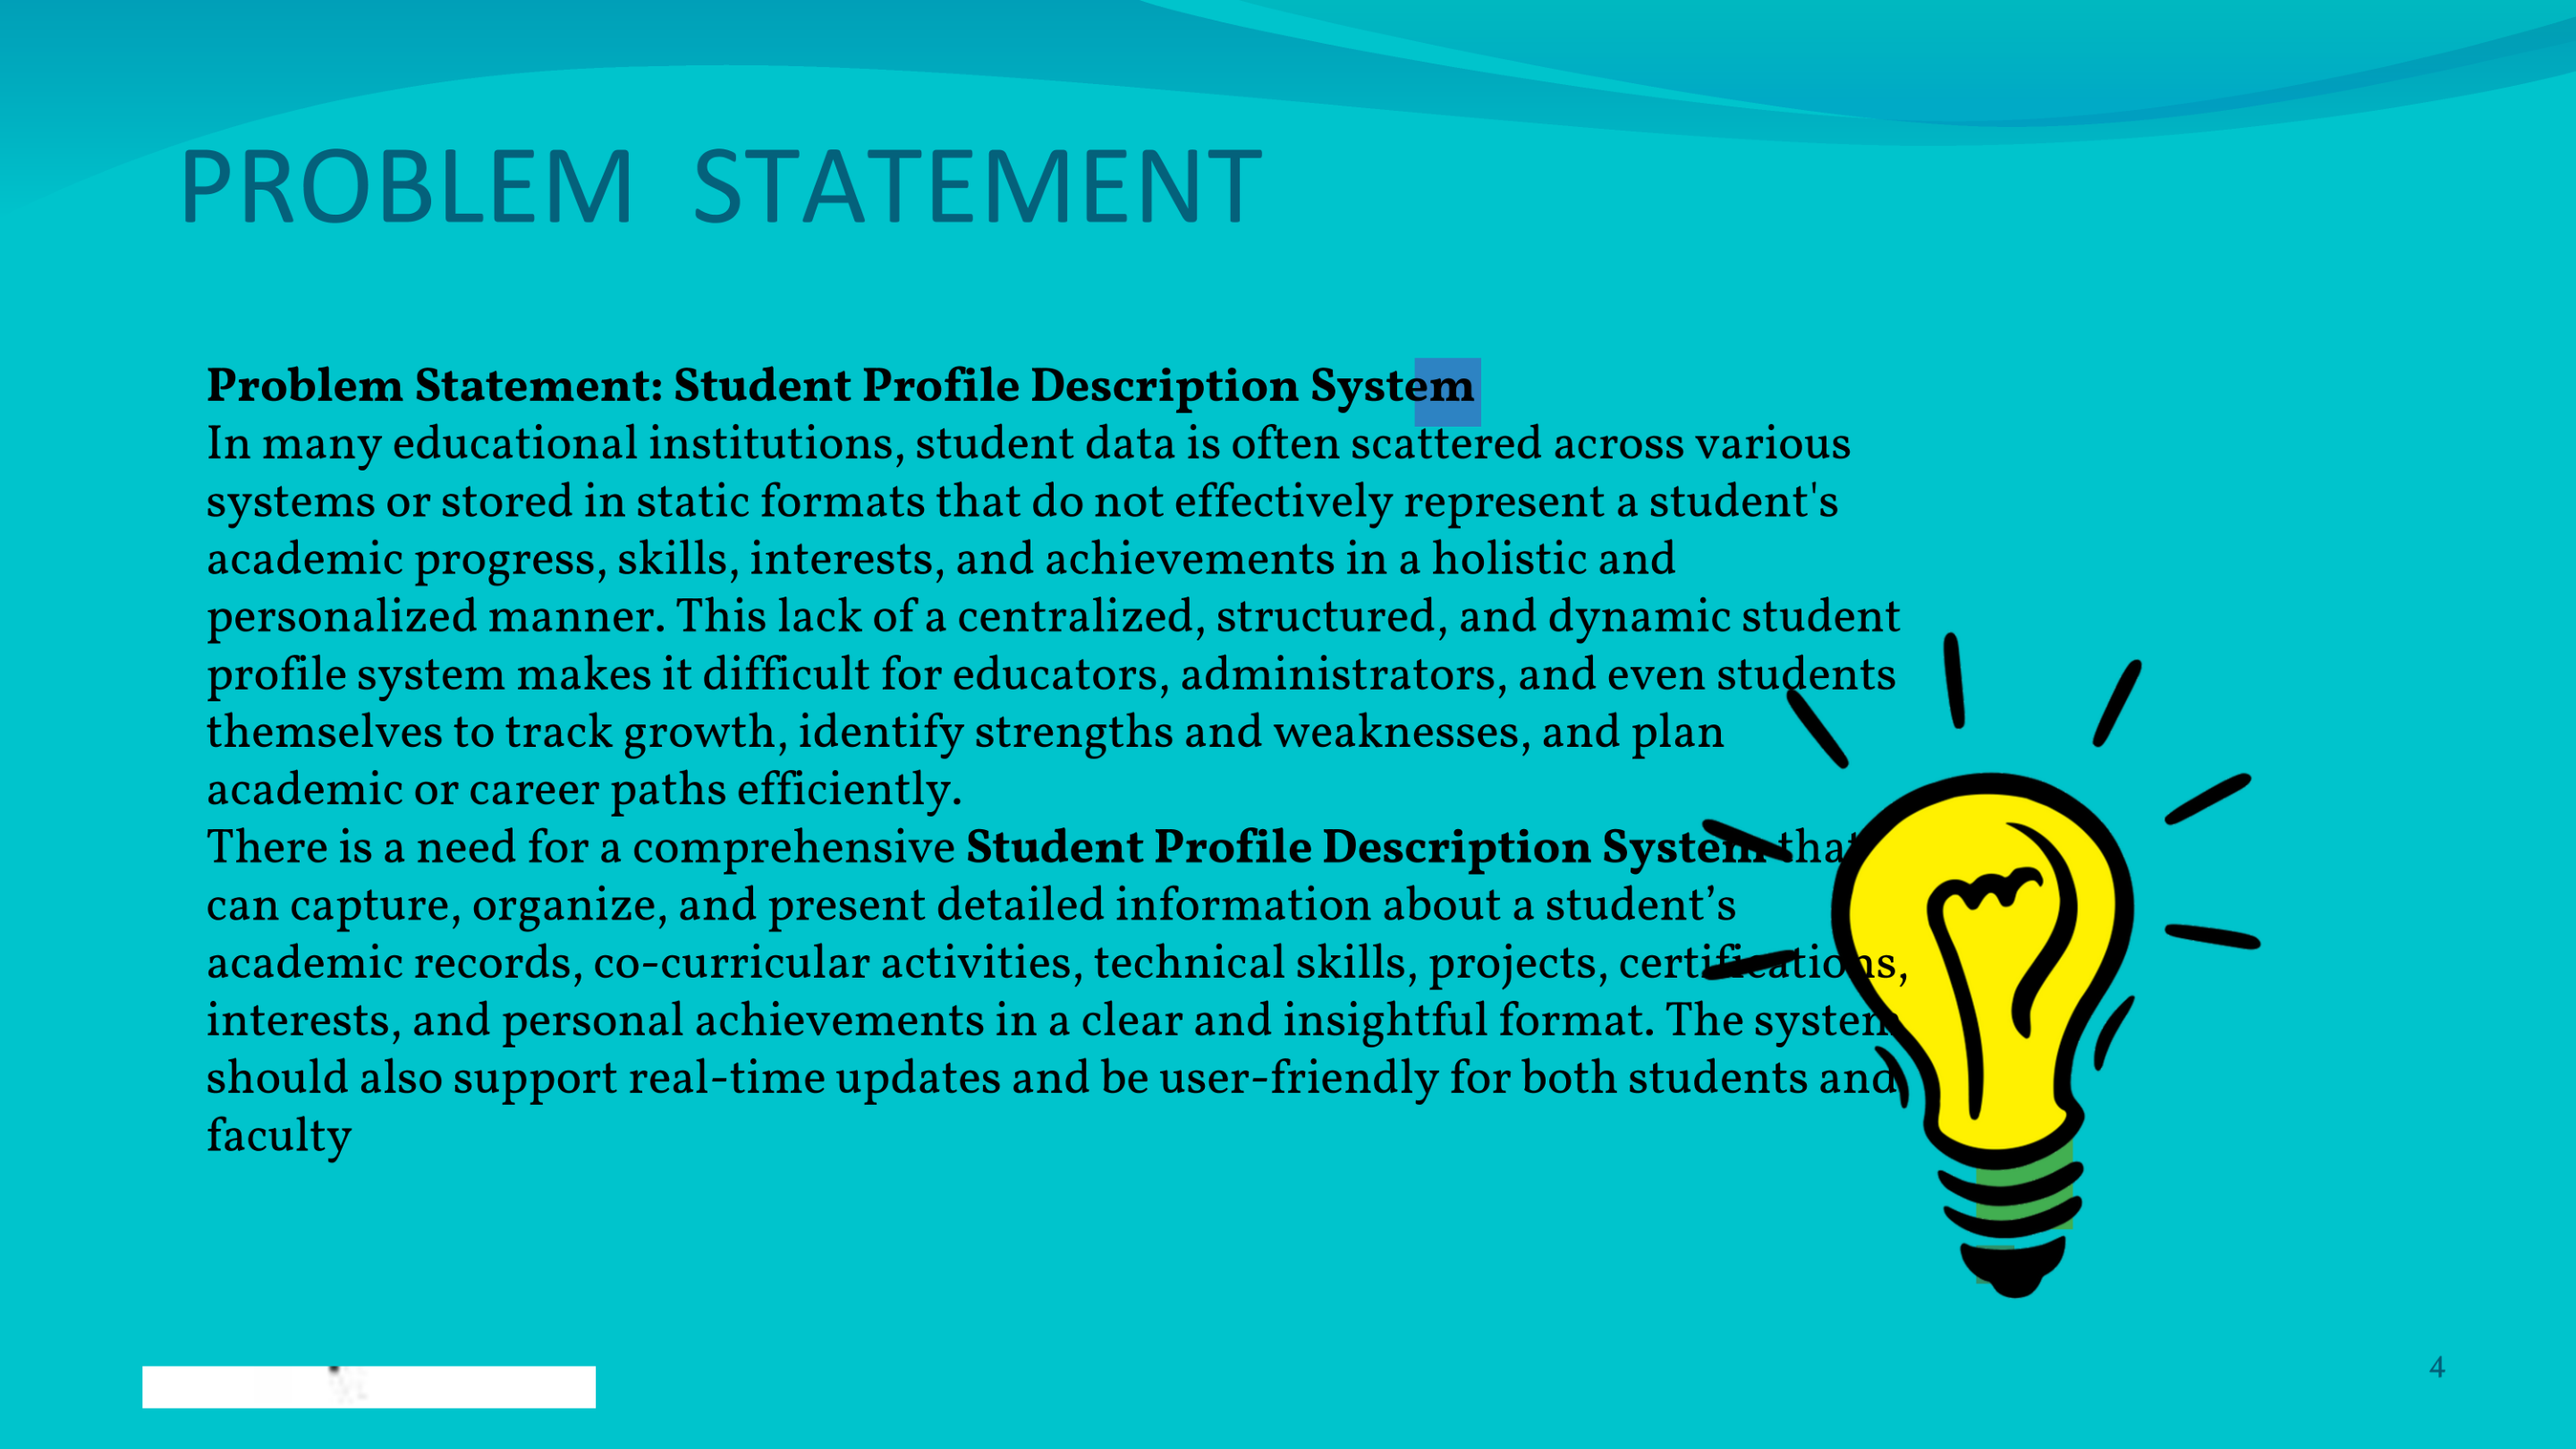 PROBLEM STATEMENT
Problem Statement: Student Profile Description System
In many educational institutions, student data is often scattered across various
systems or stored in static formats that do not effectively represent a student's
academic progress, skills, interests, and achievements in a holistic and
personalized manner. This lack of a centralized, structured, and dynamic student
profile system makes it difficult for educators, administrators, and even students
themselves to track growth, identify strengths and weaknesses, and plan
academic or career paths efficiently.
There is a need for a comprehensive Student Profile Description System that
can capture, organize, and present detailed information about a student’s
academic records, co-curricular activities, technical skills, projects, certifications,
interests, and personal achievements in a clear and insightful format. The system
should also support real-time updates and be user-friendly for both students and
faculty
4